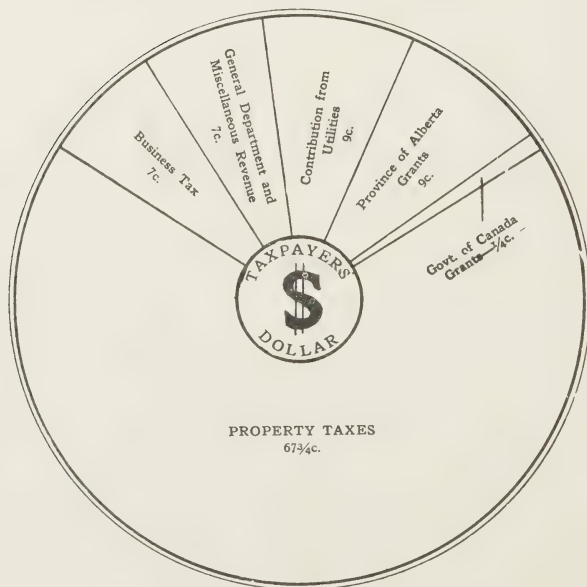 Business Tax
7c.
General Department and
Miscellaneous Revenue
7c.
Contribution from
Utilities
9c.
Province of Alberta
Grants
9c.
Govt. of Canada
Grants ¼c.
TAXPAYERS'
$
DOLLAR
PROPERTY TAXES
67¾c.